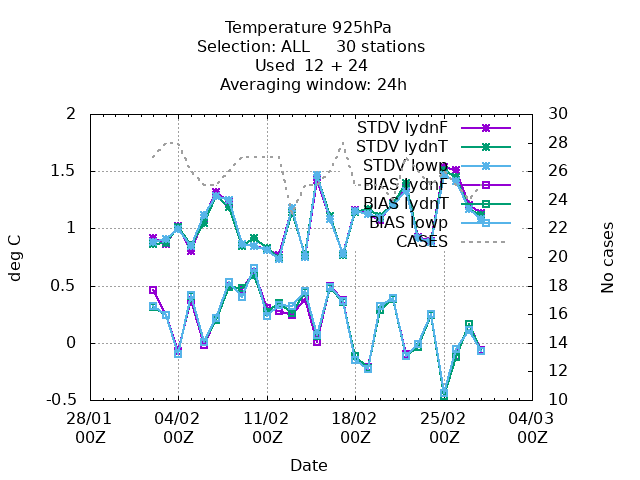 Temperature 925hPa
Selection: ALL 30 stations
Used 12 + 24
Averaging window: 24h
2
1.5
1
0.5
0
-0.5
deg C
30
28
26
24
22
20
18
16
14
12
10
No cases
STDV lydnF
STDV lydnT
STDV lowp
BIAS lydnF
BIAS lydnT
BIAS lowp
CASES
28/01 04/02 11/02 18/02 25/02 04/03
00Z 00Z 00Z 00Z 00Z 00Z
Date